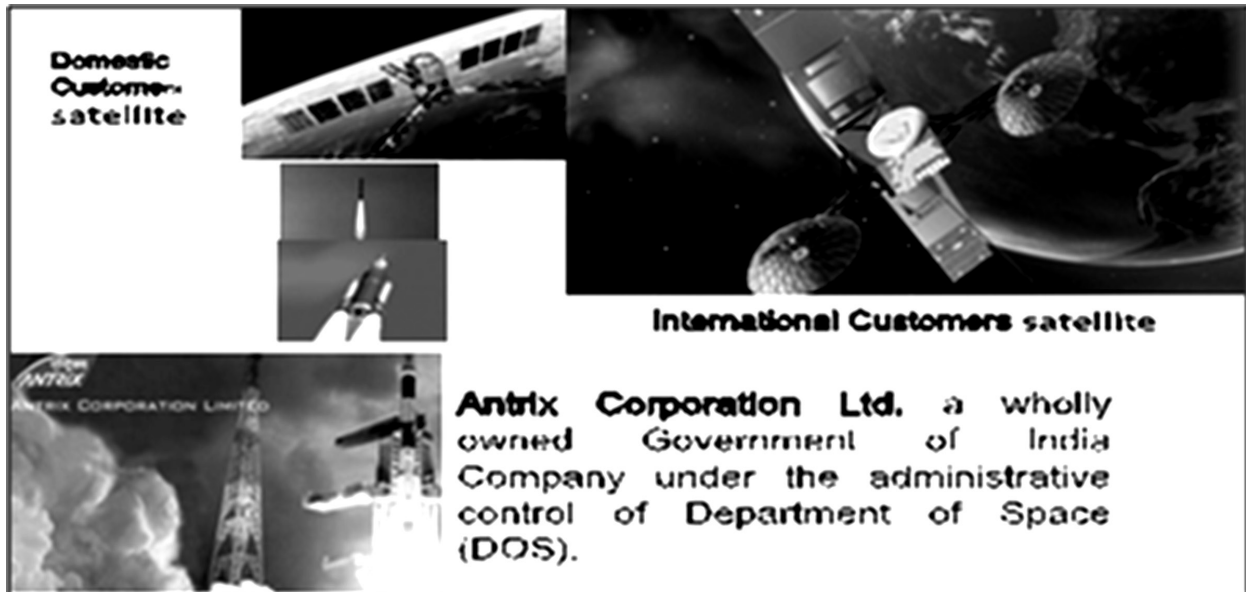 Domestic
Customers
satellite
International Customers satellite
ANTRIX
ANTRIX CORPORATION LIMITED
Antrix Corporation Ltd. a wholly
owned Government of India
Company under the administrative
control of Department of Space
(DOS).